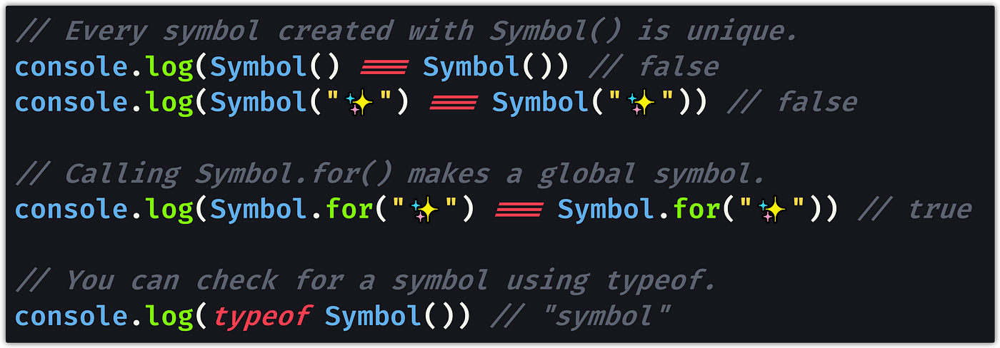 // Every symbol created with Symbol() is unique.
console.log(Symbol() === Symbol()) // false
console.log(Symbol("✨") === Symbol("✨")) // false
// Calling Symbol.for() makes a global symbol.
console.log(Symbol.for("✨") === Symbol.for("✨")) // true
// You can check for a symbol using typeof.
console.log(typeof Symbol()) // "symbol"